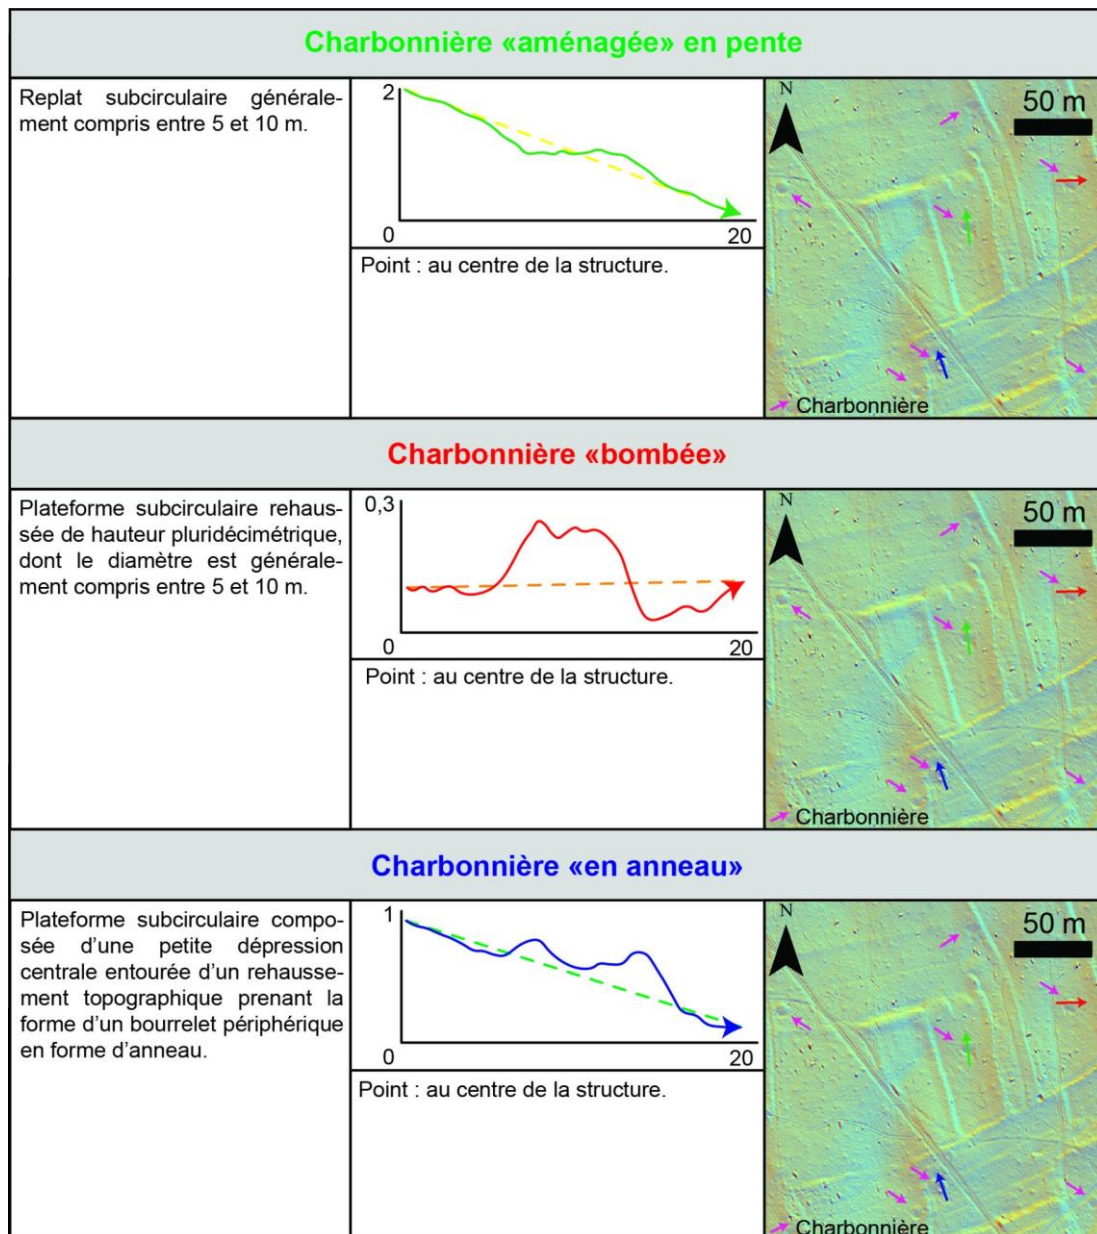 Charbonnière «aménagée» en pente
Replat subcirculaire générale-
ment compris entre 5 et 10 m.
2
0
20
Point : au centre de la structure.
N
50 m
Charbonnière
Charbonnière «bombée»
Plateforme subcirculaire rehaus-
sée de hauteur pluridécimétrique,
dont le diamètre est générale-
ment compris entre 5 et 10 m.
0,3
0
20
Point : au centre de la structure.
N
50 m
Charbonnière
Charbonnière «en anneau»
Plateforme subcirculaire compo-
sée d'une petite dépression
centrale entourée d'un rehausse-
ment topographique prenant la
forme d'un bourrelet périphérique
en forme d'anneau.
1
0
20
Point : au centre de la structure.
N
50 m
Charbonnière